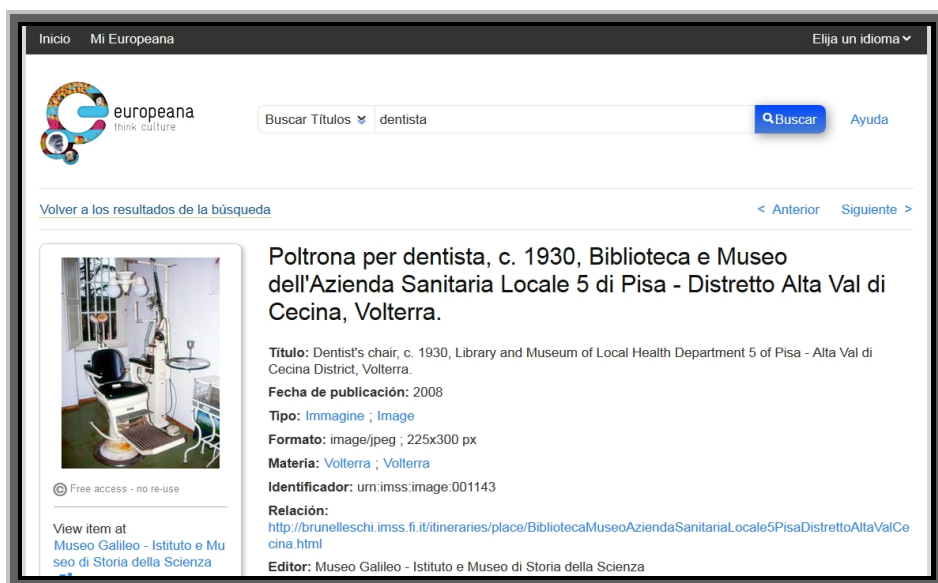 Inicio Mi Europeana Elija un idioma
europeana
think culture
Buscar Títulos dentista Buscar Ayuda
Volver a los resultados de la búsqueda < Anterior Siguiente >
Poltrona per dentista, c. 1930, Biblioteca e Museo
dell'Azienda Sanitaria Locale 5 di Pisa - Distretto Alta Val di
Cecina, Volterra.
Título: Dentist's chair, c. 1930, Library and Museum of Local Health Department 5 of Pisa - Alta Val di
Cecina District, Volterra.
Fecha de publicación: 2008
Tipo: Immagine ; Image
Formato: image/jpeg ; 225x300 px
Materia: Volterra ; Volterra
Identificador: urn:imss:image:001143
Relación:
http://brunelleschi.imss.fi.it/itineraries/place/BibliotecaMuseoAziendaSanitariaLocale5PisaDistrettoAltaValCe
cina.html
Editor: Museo Galileo - Istituto e Museo di Storia della Scienza
© Free access - no re-use
View item at
Museo Galileo - Istituto e Mu
seo di Storia della Scienza